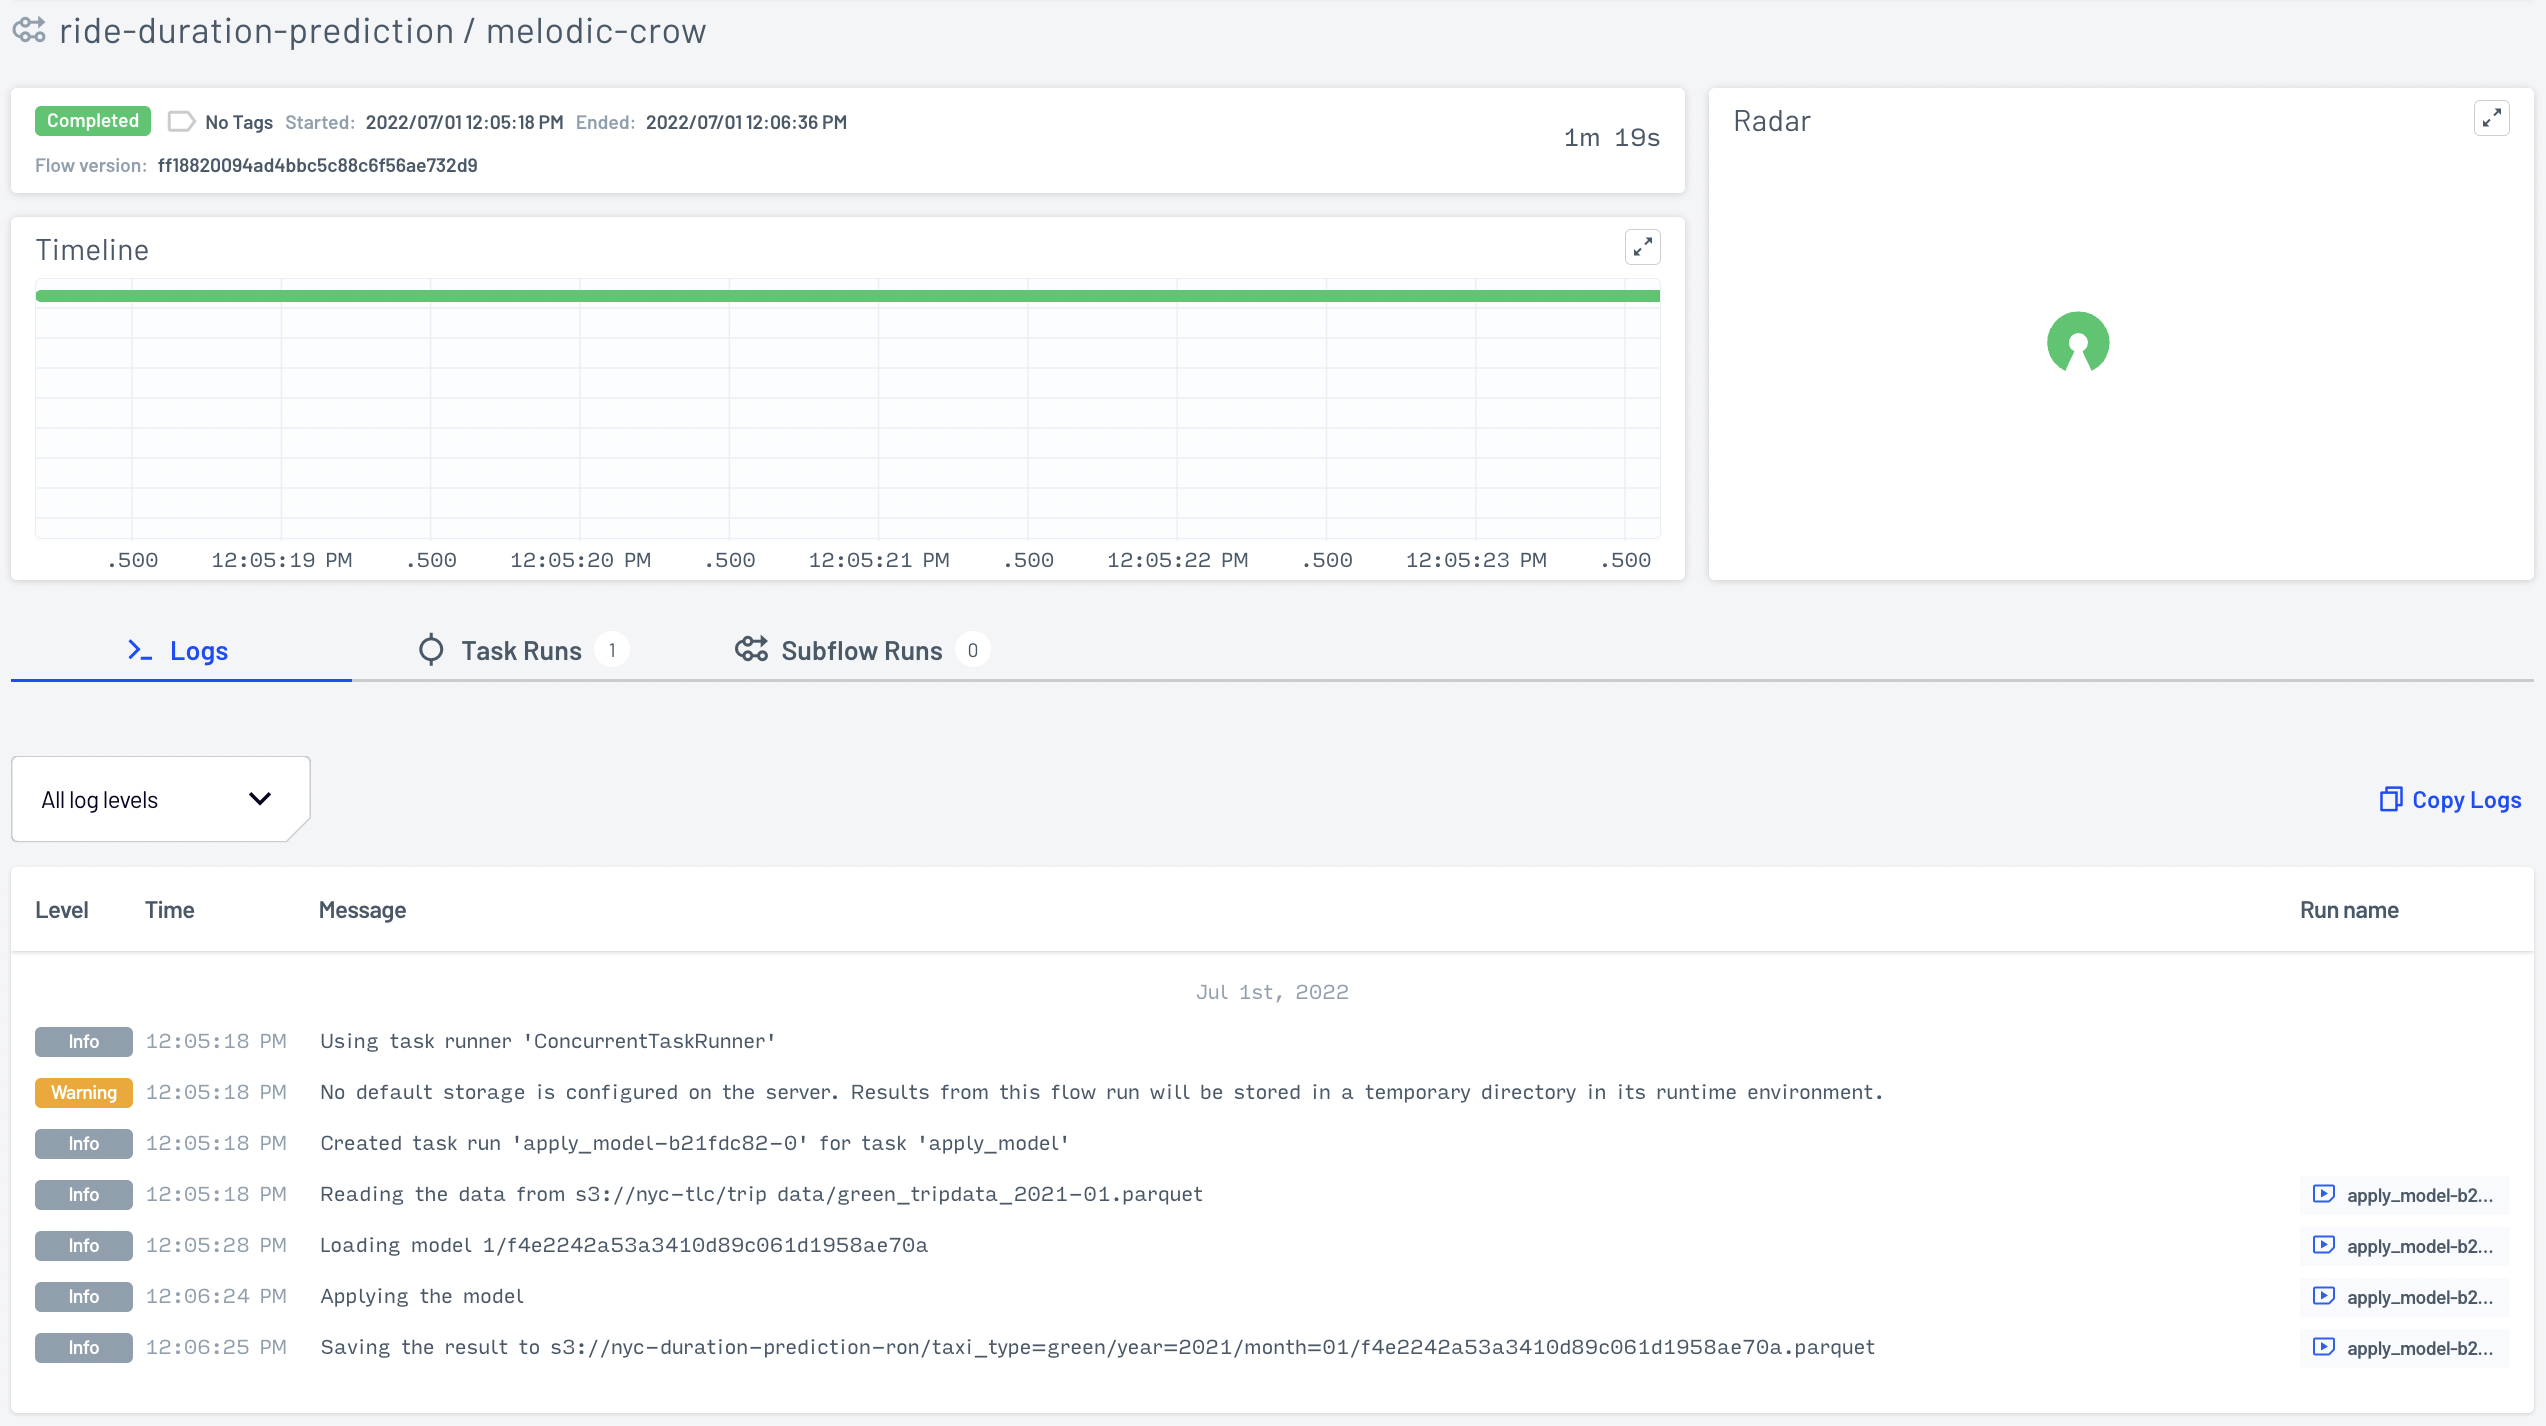 ride-duration-prediction / melodic-crow
Completed No Tags Started: 2022/07/01 12:05:18 PM Ended: 2022/07/01 12:06:36 PM
1m 19s
Flow version: ff18820094ad4bbc5c88c6f56ae732d9
Radar
Timeline
.500 12:05:19 PM .500 12:05:20 PM .500 12:05:21 PM .500 12:05:22 PM .500 12:05:23 PM .500
Logs Task Runs 1 Subflow Runs 0
All log levels
Copy Logs
Level Time Message Run name
Jul 1st, 2022
Info 12:05:18 PM Using task runner 'ConcurrentTaskRunner'
Warning 12:05:18 PM No default storage is configured on the server. Results from this flow run will be stored in a temporary directory in its runtime environment.
Info 12:05:18 PM Created task run 'apply_model-b21fdc82-0' for task 'apply_model'
Info 12:05:18 PM Reading the data from s3://nyc-tlc/trip data/green_tripdata_2021-01.parquet apply_model-b2...
Info 12:05:28 PM Loading model 1/f4e2242a53a3410d89c061d1958ae70a apply_model-b2...
Info 12:06:24 PM Applying the model apply_model-b2...
Info 12:06:25 PM Saving the result to s3://nyc-duration-prediction-ron/taxi_type=green/year=2021/month=01/f4e2242a53a3410d89c061d1958ae70a.parquet apply_model-b2...